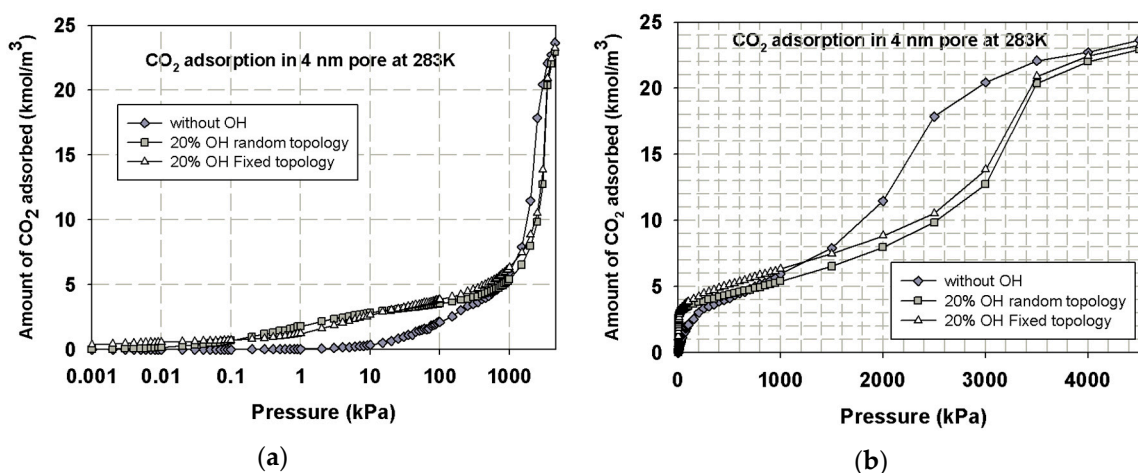 CO2 adsorption in 4 nm pore at 283K
without OH
20% OH random topology
20% OH Fixed topology
Amount of CO2 adsorbed (kmol/m3)
25
20
15
10
5
0
0.001 0.01 0.1 1 10 100 1000
Pressure (kPa)
(a)
CO2 adsorption in 4 nm pore at 283K
without OH
20% OH random topology
20% OH Fixed topology
Amount of CO2 adsorbed (kmol/m3)
25
20
15
10
5
0
0 1000 2000 3000 4000
Pressure (kPa)
(b)